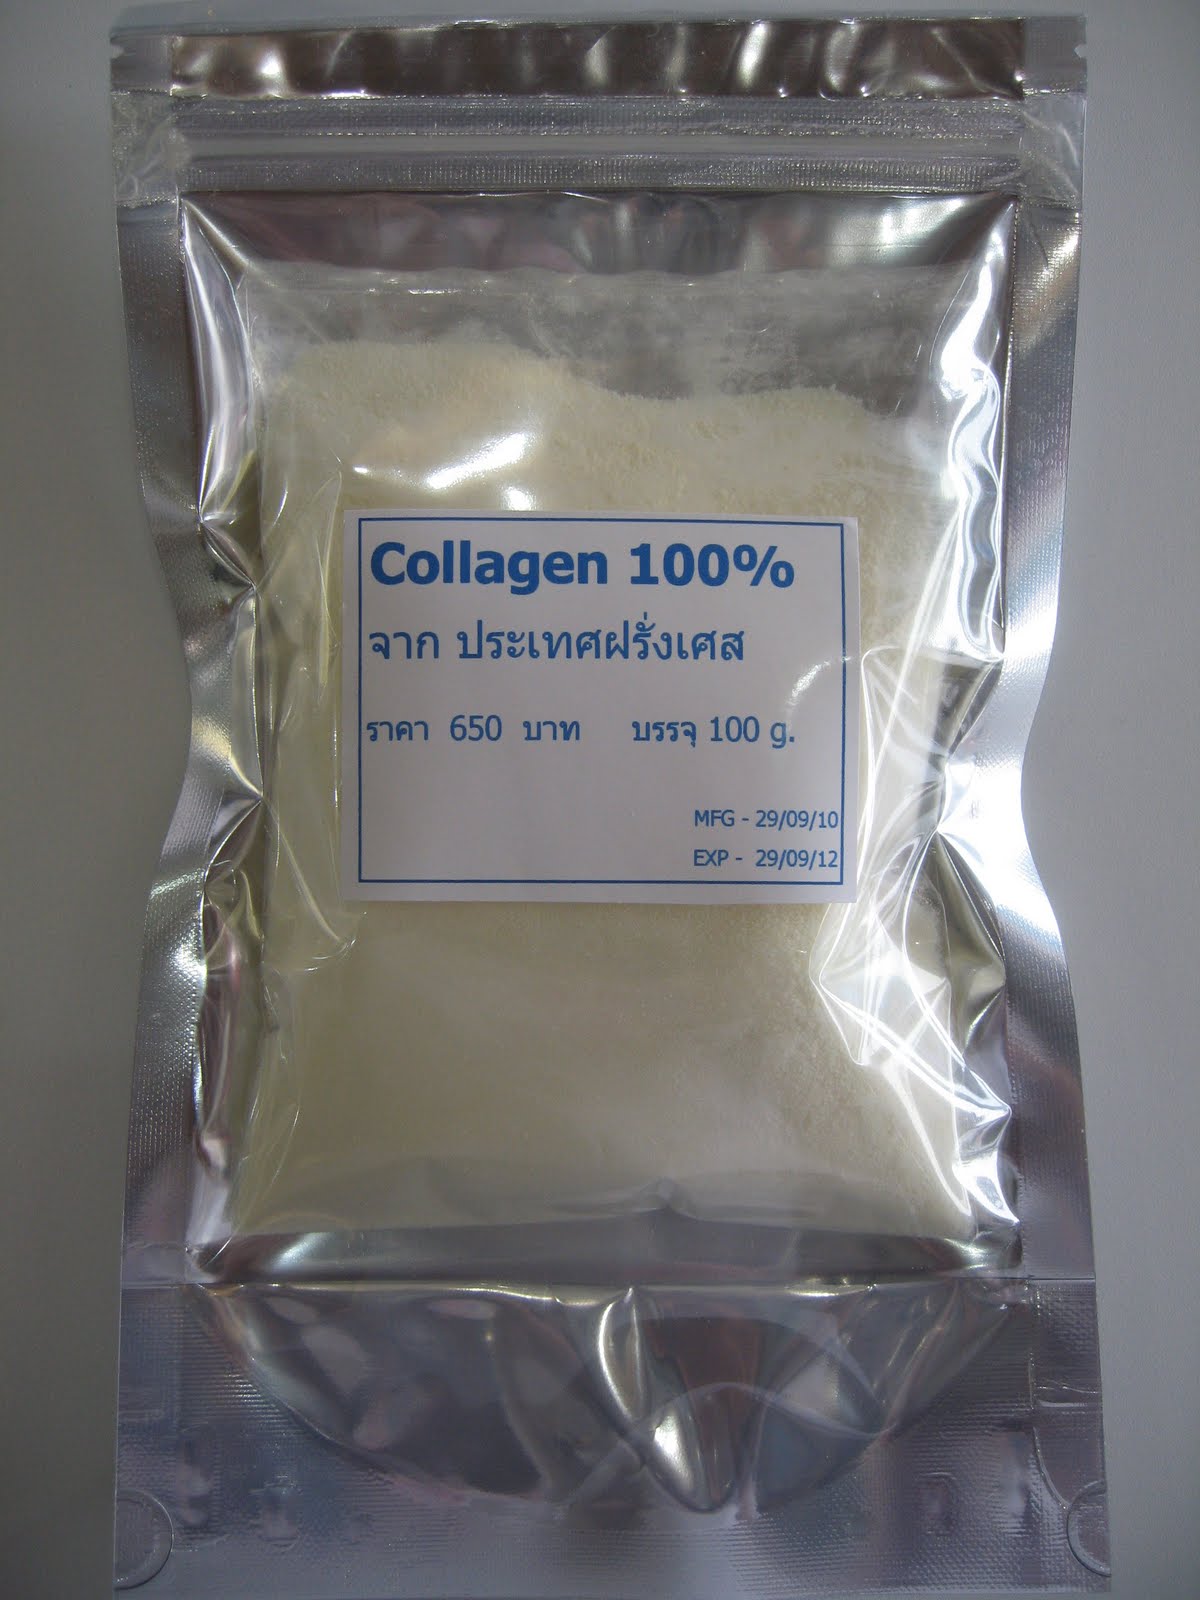 Collagen 100%
จาก ประเทศฝรั่งเศส
ราคา 650 บาท บรรจุ 100 g.
MFG - 29/09/10
EXP - 29/09/12